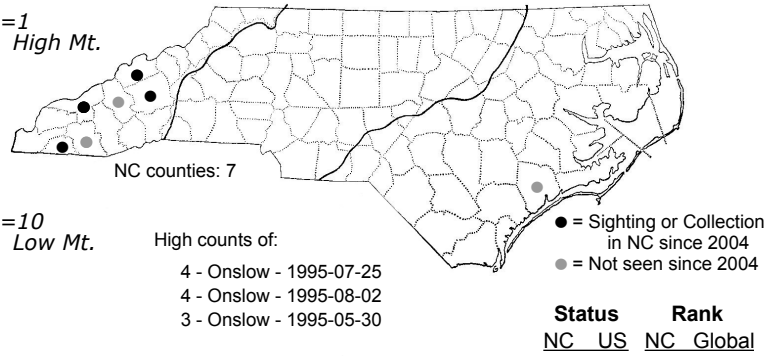 =1
High Mt.
NC counties: 7
=10
Low Mt.
High counts of:
4 - Onslow - 1995-07-25
4 - Onslow - 1995-08-02
3 - Onslow - 1995-05-30
● = Sighting or Collection
in NC since 2004
● = Not seen since 2004
Status Rank
NC US NC Global